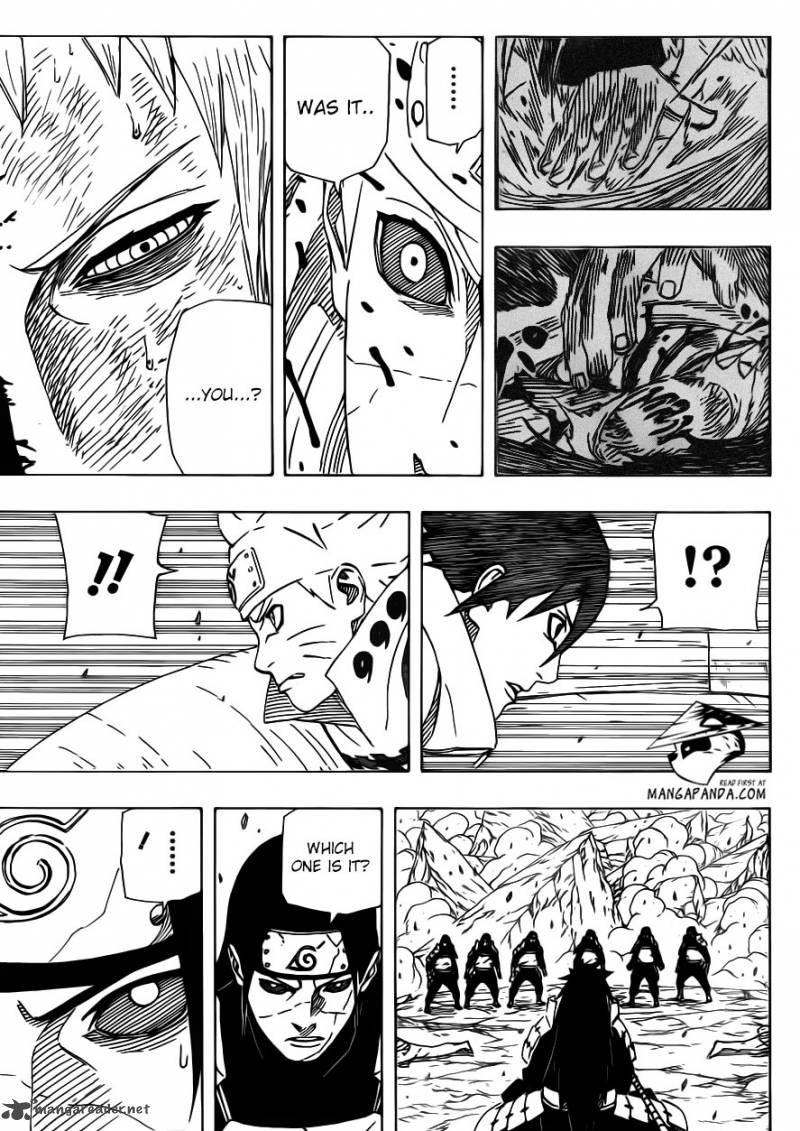 ......
WAS IT..
...YOU...?
!?
!!
READ FIRST AT
MANGAPANDA.COM
WHICH
ONE IS IT?
!......
mangareader.net